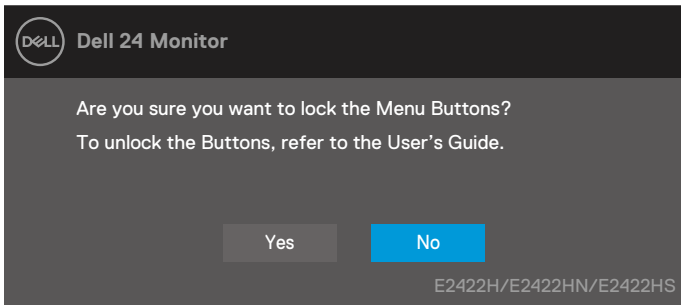 DELL Dell 24 Monitor
Are you sure you want to lock the Menu Buttons?
To unlock the Buttons, refer to the User’s Guide.
Yes No
E2422H/E2422HN/E2422HS